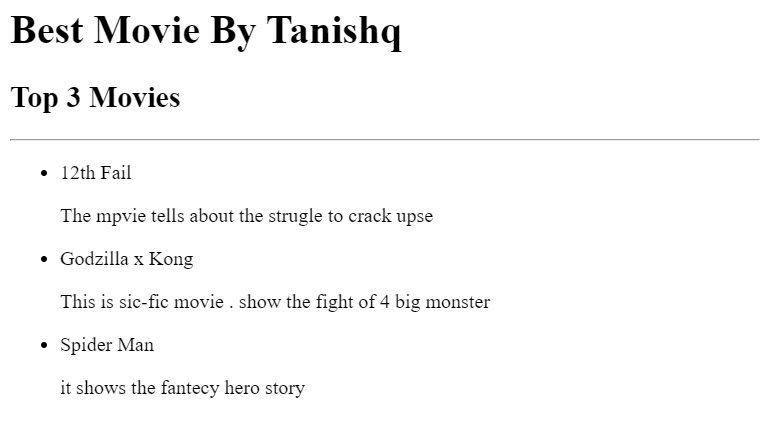 Best Movie By Tanishq
Top 3 Movies
12th Fail
The mpvie tells about the strugle to crack upse
Godzilla x Kong
This is sic-fic movie . show the fight of 4 big monster
Spider Man
it shows the fantecy hero story